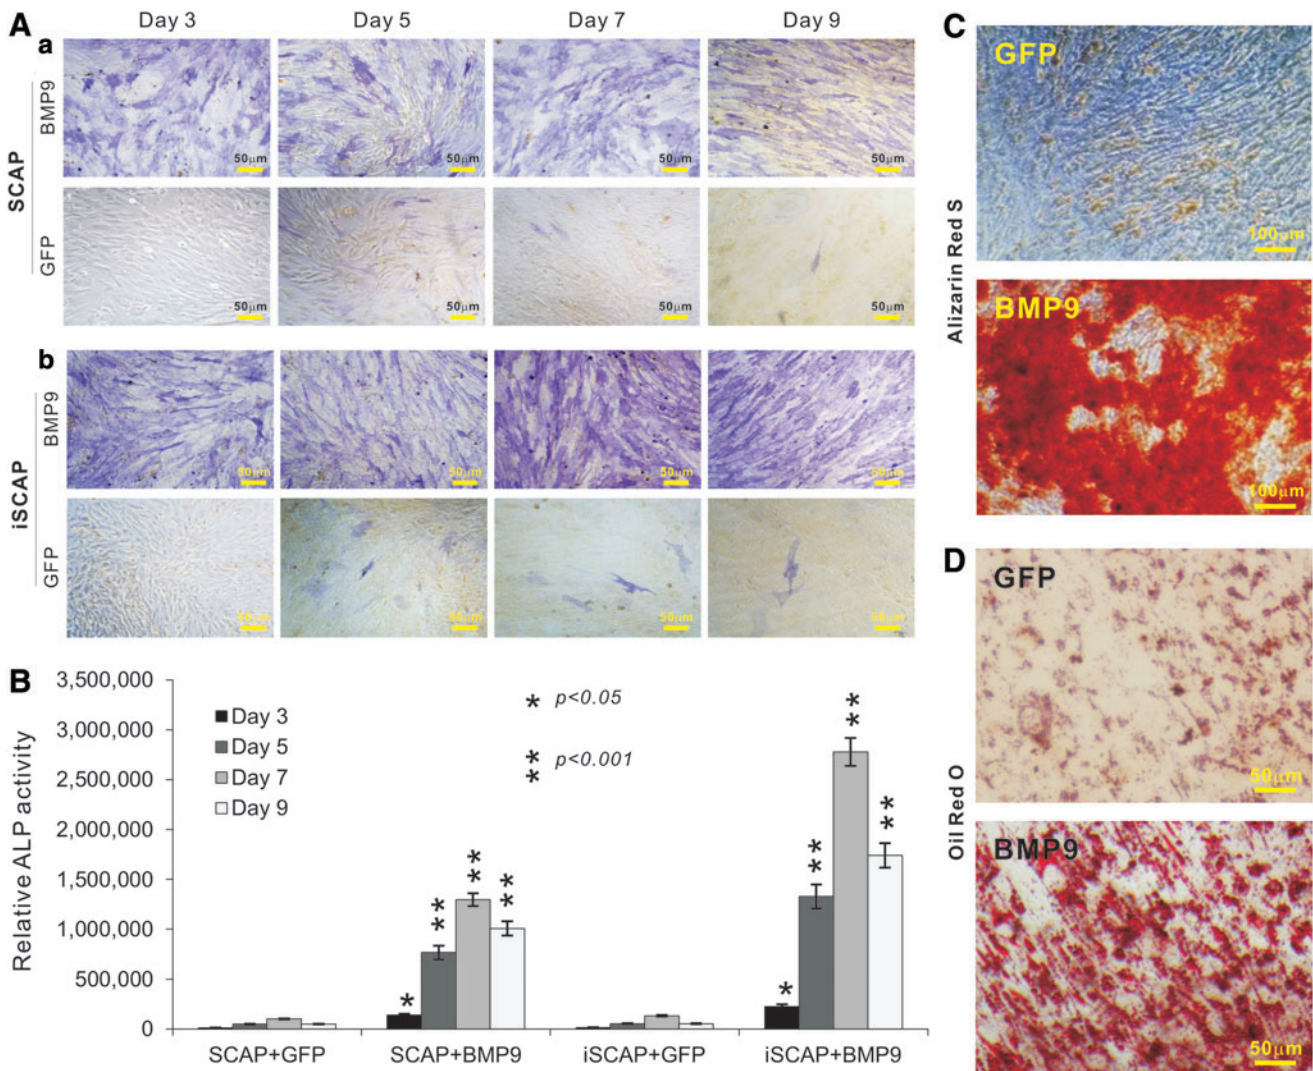 A
Day 3 Day 5 Day 7 Day 9
a
SCAP
BMP9
50μm 50μm 50μm 50μm
GFP
50μm 50μm 50μm 50μm
b
iSCAP
BMP9
50μm 50μm 50μm 50μm
GFP
50μm 50μm 50μm 50μm
B
Relative ALP activity
3,500,000
3,000,000
2,500,000
2,000,000
1,500,000
1,000,000
500,000
0
Day 3
Day 5
Day 7
Day 9
* p<0.05
** p<0.001
** ** ** * ** ** ** *
SCAP+GFP SCAP+BMP9 iSCAP+GFP iSCAP+BMP9
C
Alizarin Red S
GFP
100μm
BMP9
100μm
D
Oil Red O
GFP
50μm
BMP9
50μm